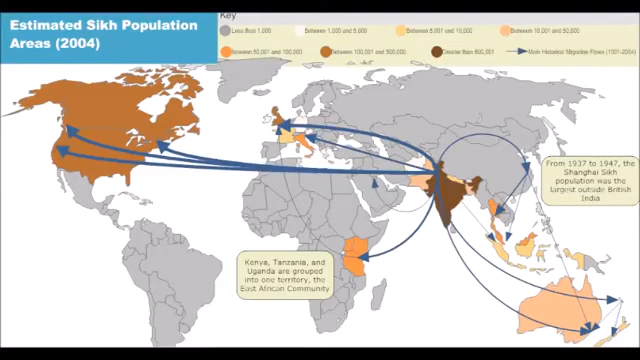 Estimated Sikh Population
Areas (2004)
Key
Less than 1,000
Between 1,000 and 5,000
Between 5,001 and 10,000
Between 10,001 and 50,000
Between 50,001 and 100,000
Between 100,001 and 500,000
Greater than 500,001
Main Historical Migration Flows
From 1937 to 1947, the
Shanghai Sikh
population was the
largest outside British
India
Kenya, Tanzania, and
Uganda are grouped
into one territory, the
East African Community